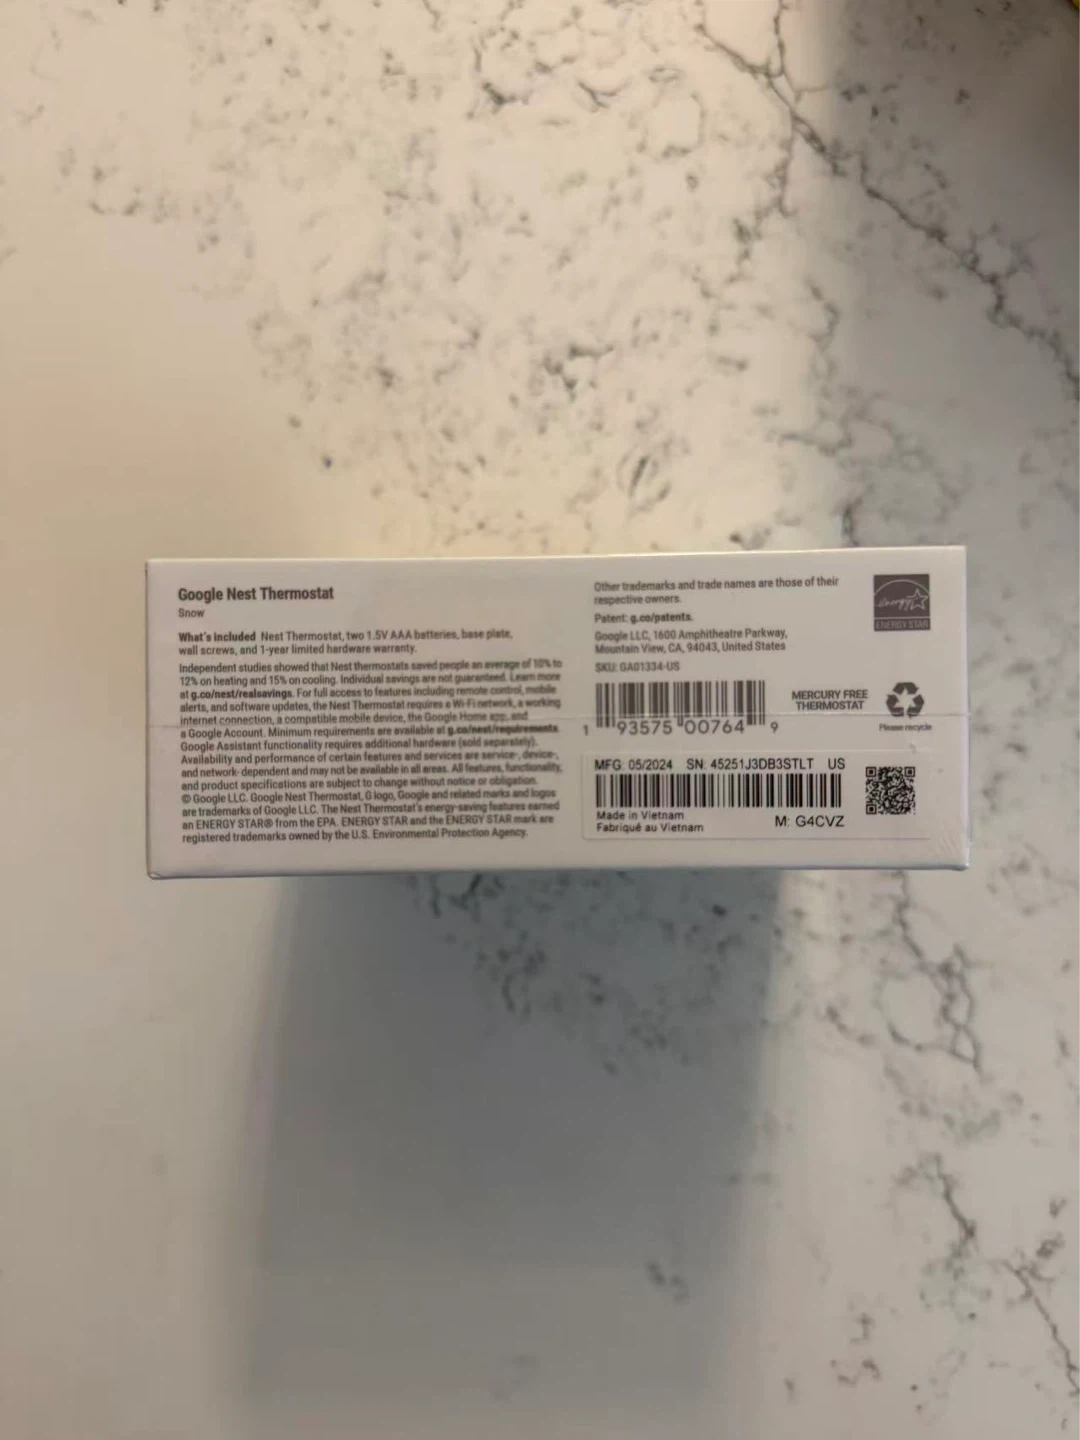 Google Nest Thermostat
Snow
What's included Nest Thermostat, two 1.5V AAA batteries, base plate,
wall screws, and 1-year limited hardware warranty.
Independent studies showed that Nest thermostats saved people an average of 10% to
12% on heating and 15% on cooling. Individual savings are not guaranteed. Learn more
at g.co/nest/realsavings. For full access to features including remote control, mobile
alerts, and software updates, the Nest Thermostat requires a Wi-Fi network, a working
internet connection, a compatible mobile device, the Google Home app, and
a Google Account. Minimum requirements are available at g.co/nest/requirements.
Google Assistant functionality requires additional hardware (sold separately).
Availability and performance of certain features and services are service-, device-,
and network-dependent and may not be available in all areas. All features, functionality,
and product specifications are subject to change without notice or obligation.
© Google LLC. Google Nest Thermostat, G logo, Google and related marks and logos
are trademarks of Google LLC. The Nest Thermostat's energy-saving features earned
an ENERGY STAR® from the EPA. ENERGY STAR and the ENERGY STAR mark are
registered trademarks owned by the U.S. Environmental Protection Agency.
Other trademarks and trade names are those of their
respective owners.
Patent: g.co/patents.
Google LLC, 1600 Amphitheatre Parkway,
Mountain View, CA, 94043, United States
SKU: GA01334-US
1 93575 00764 9
MERCURY FREE
THERMOSTAT
energy
ENERGY STAR
Please recycle
MFG: 05/2024 SN: 45251J3DB3STLT US
Made in Vietnam
Fabriqué au Vietnam
M: G4CVZ